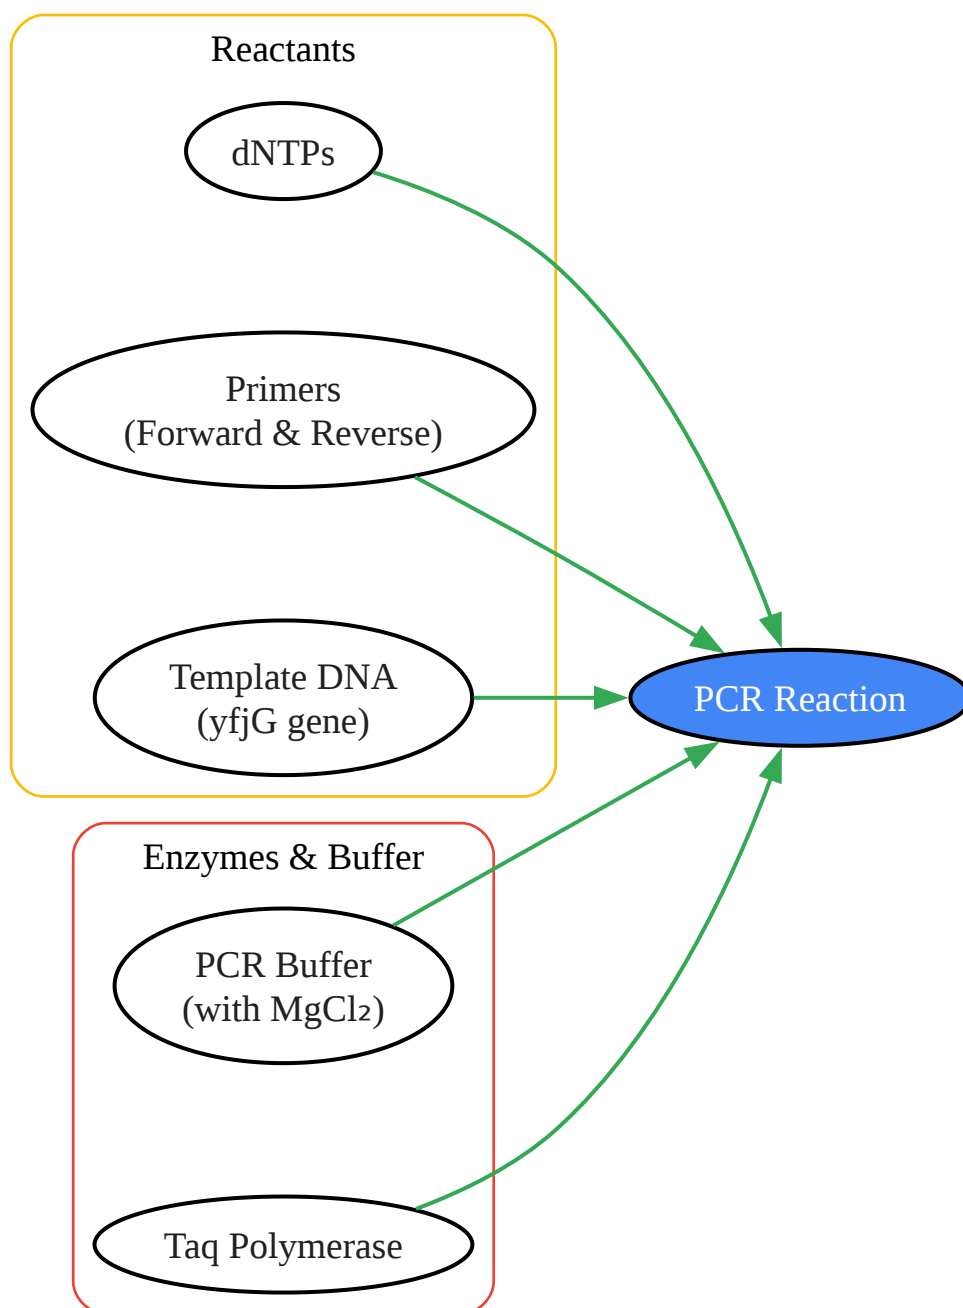 Reactants
dNTPs
Primers
(Forward & Reverse)
Template DNA
(yfjG gene)
PCR Reaction
Enzymes & Buffer
PCR Buffer
(with MgCl₂)
Taq Polymerase